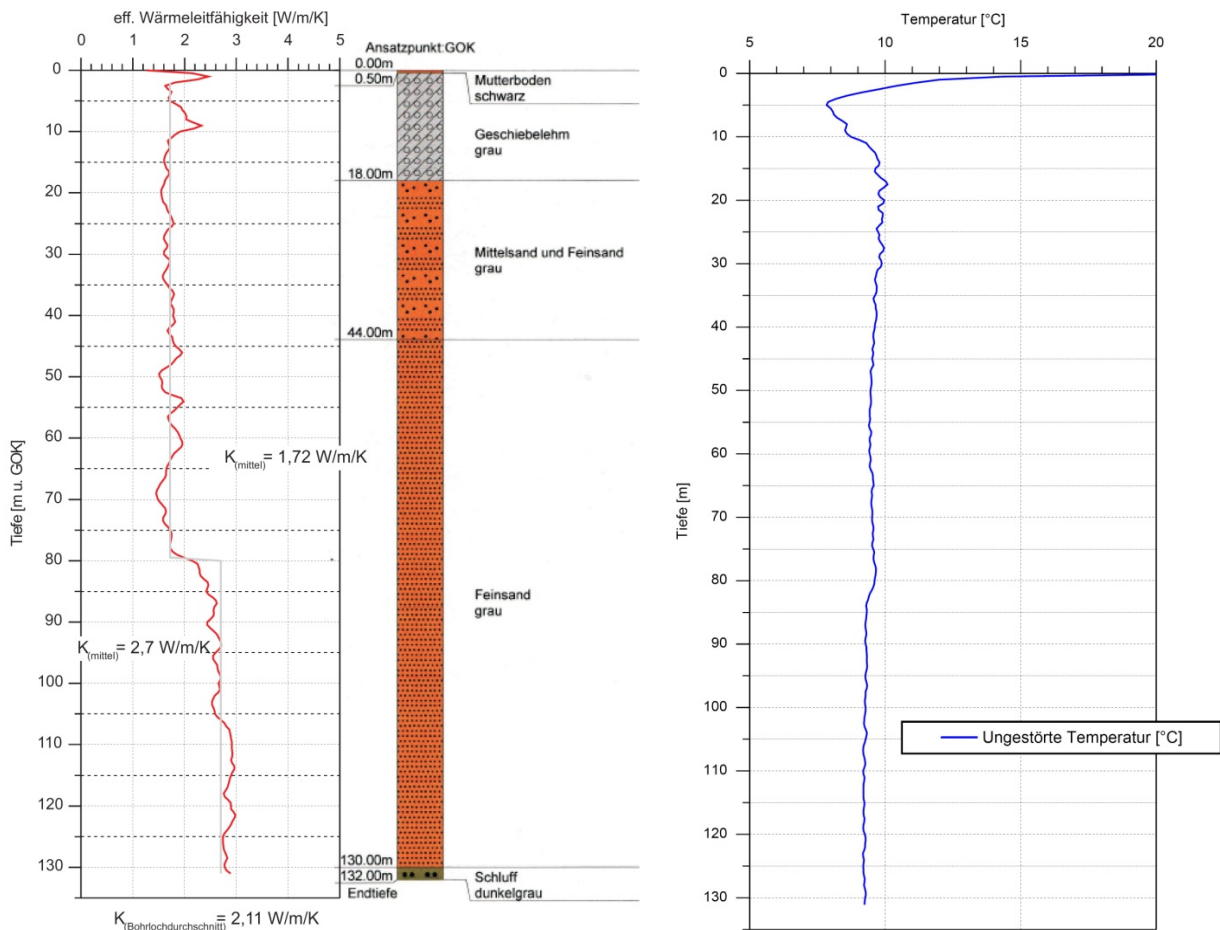 eff. Wärmeleitfähigkeit [W/m/K]
0 1 2 3 4 5
Tiefe [m u. GOK]
0
10
20
30
40
50
60
70
80
90
100
110
120
130
K(mittel) = 1,72 W/m/K
K(mittel) = 2,7 W/m/K
K(Bohrlochdurchschnitt) = 2,11 W/m/K
Ansatzpunkt:GOK
0.00m
0.50m
Mutterboden
schwarz
Geschiebelehm
grau
18.00m
Mittelsand und Feinsand
grau
44.00m
Feinsand
grau
130.00m
132.00m
Endtiefe
Schluff
dunkelgrau
Temperatur [°C]
5 10 15 20
Tiefe [m]
0
10
20
30
40
50
60
70
80
90
100
110
120
130
Ungestörte Temperatur [°C]